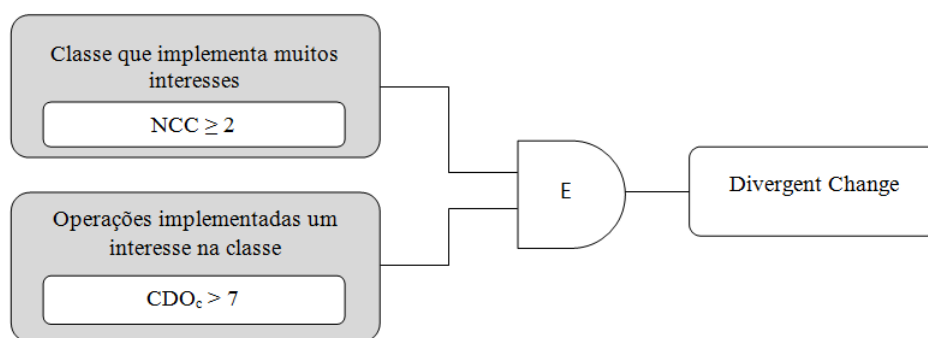 Classe que implementa muitos
interesses
NCC ≥ 2
Operações implementadas um
interesse na classe
CDOc > 7
E
Divergent Change